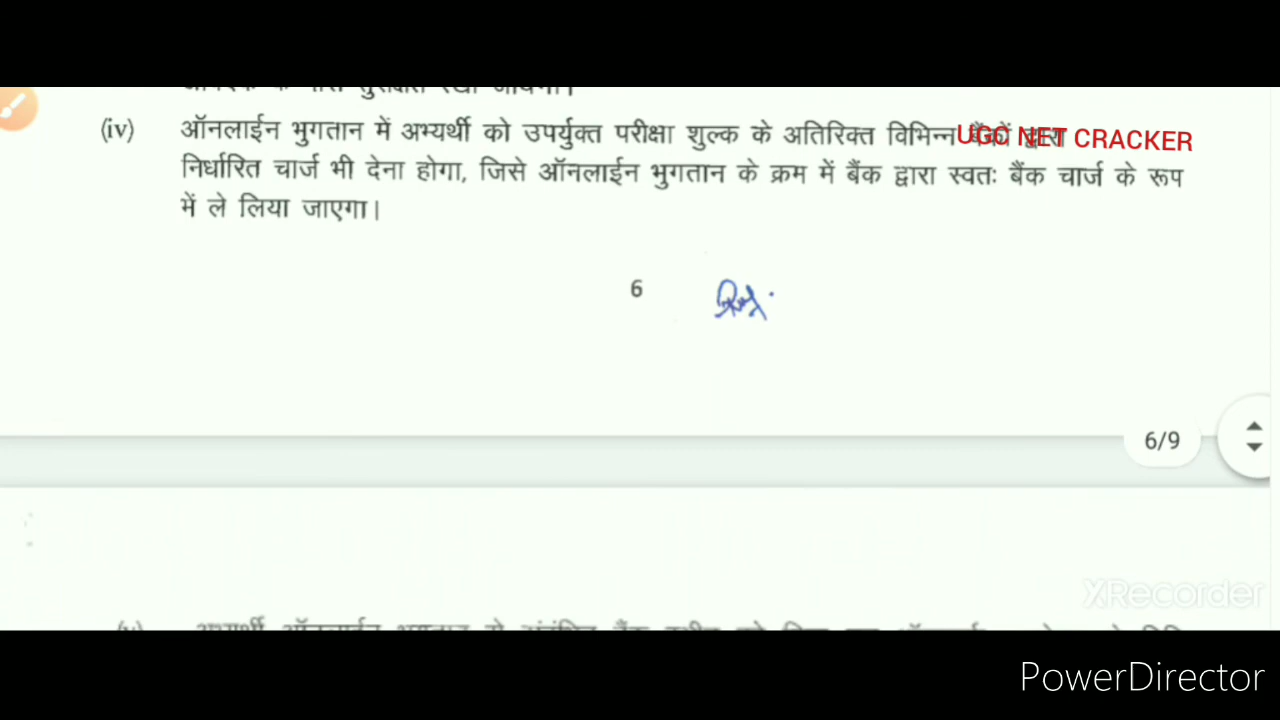 (iv) ऑनलाईन भुगतान में अभ्यर्थी को उपर्युक्त परीक्षा शुल्क के अतिरिक्त विभिन्न बैंकों द्वारा
UGC NET CRACKER
निर्धारित चार्ज भी देना होगा, जिसे ऑनलाईन भुगतान के क्रम में बैंक द्वारा स्वतः बैंक चार्ज के रूप
में ले लिया जाएगा।
6
6/9
XRecorder
PowerDirector